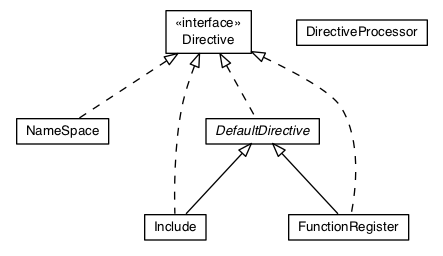 «interface»
Directive
DirectiveProcessor
NameSpace
DefaultDirective
Include
FunctionRegister